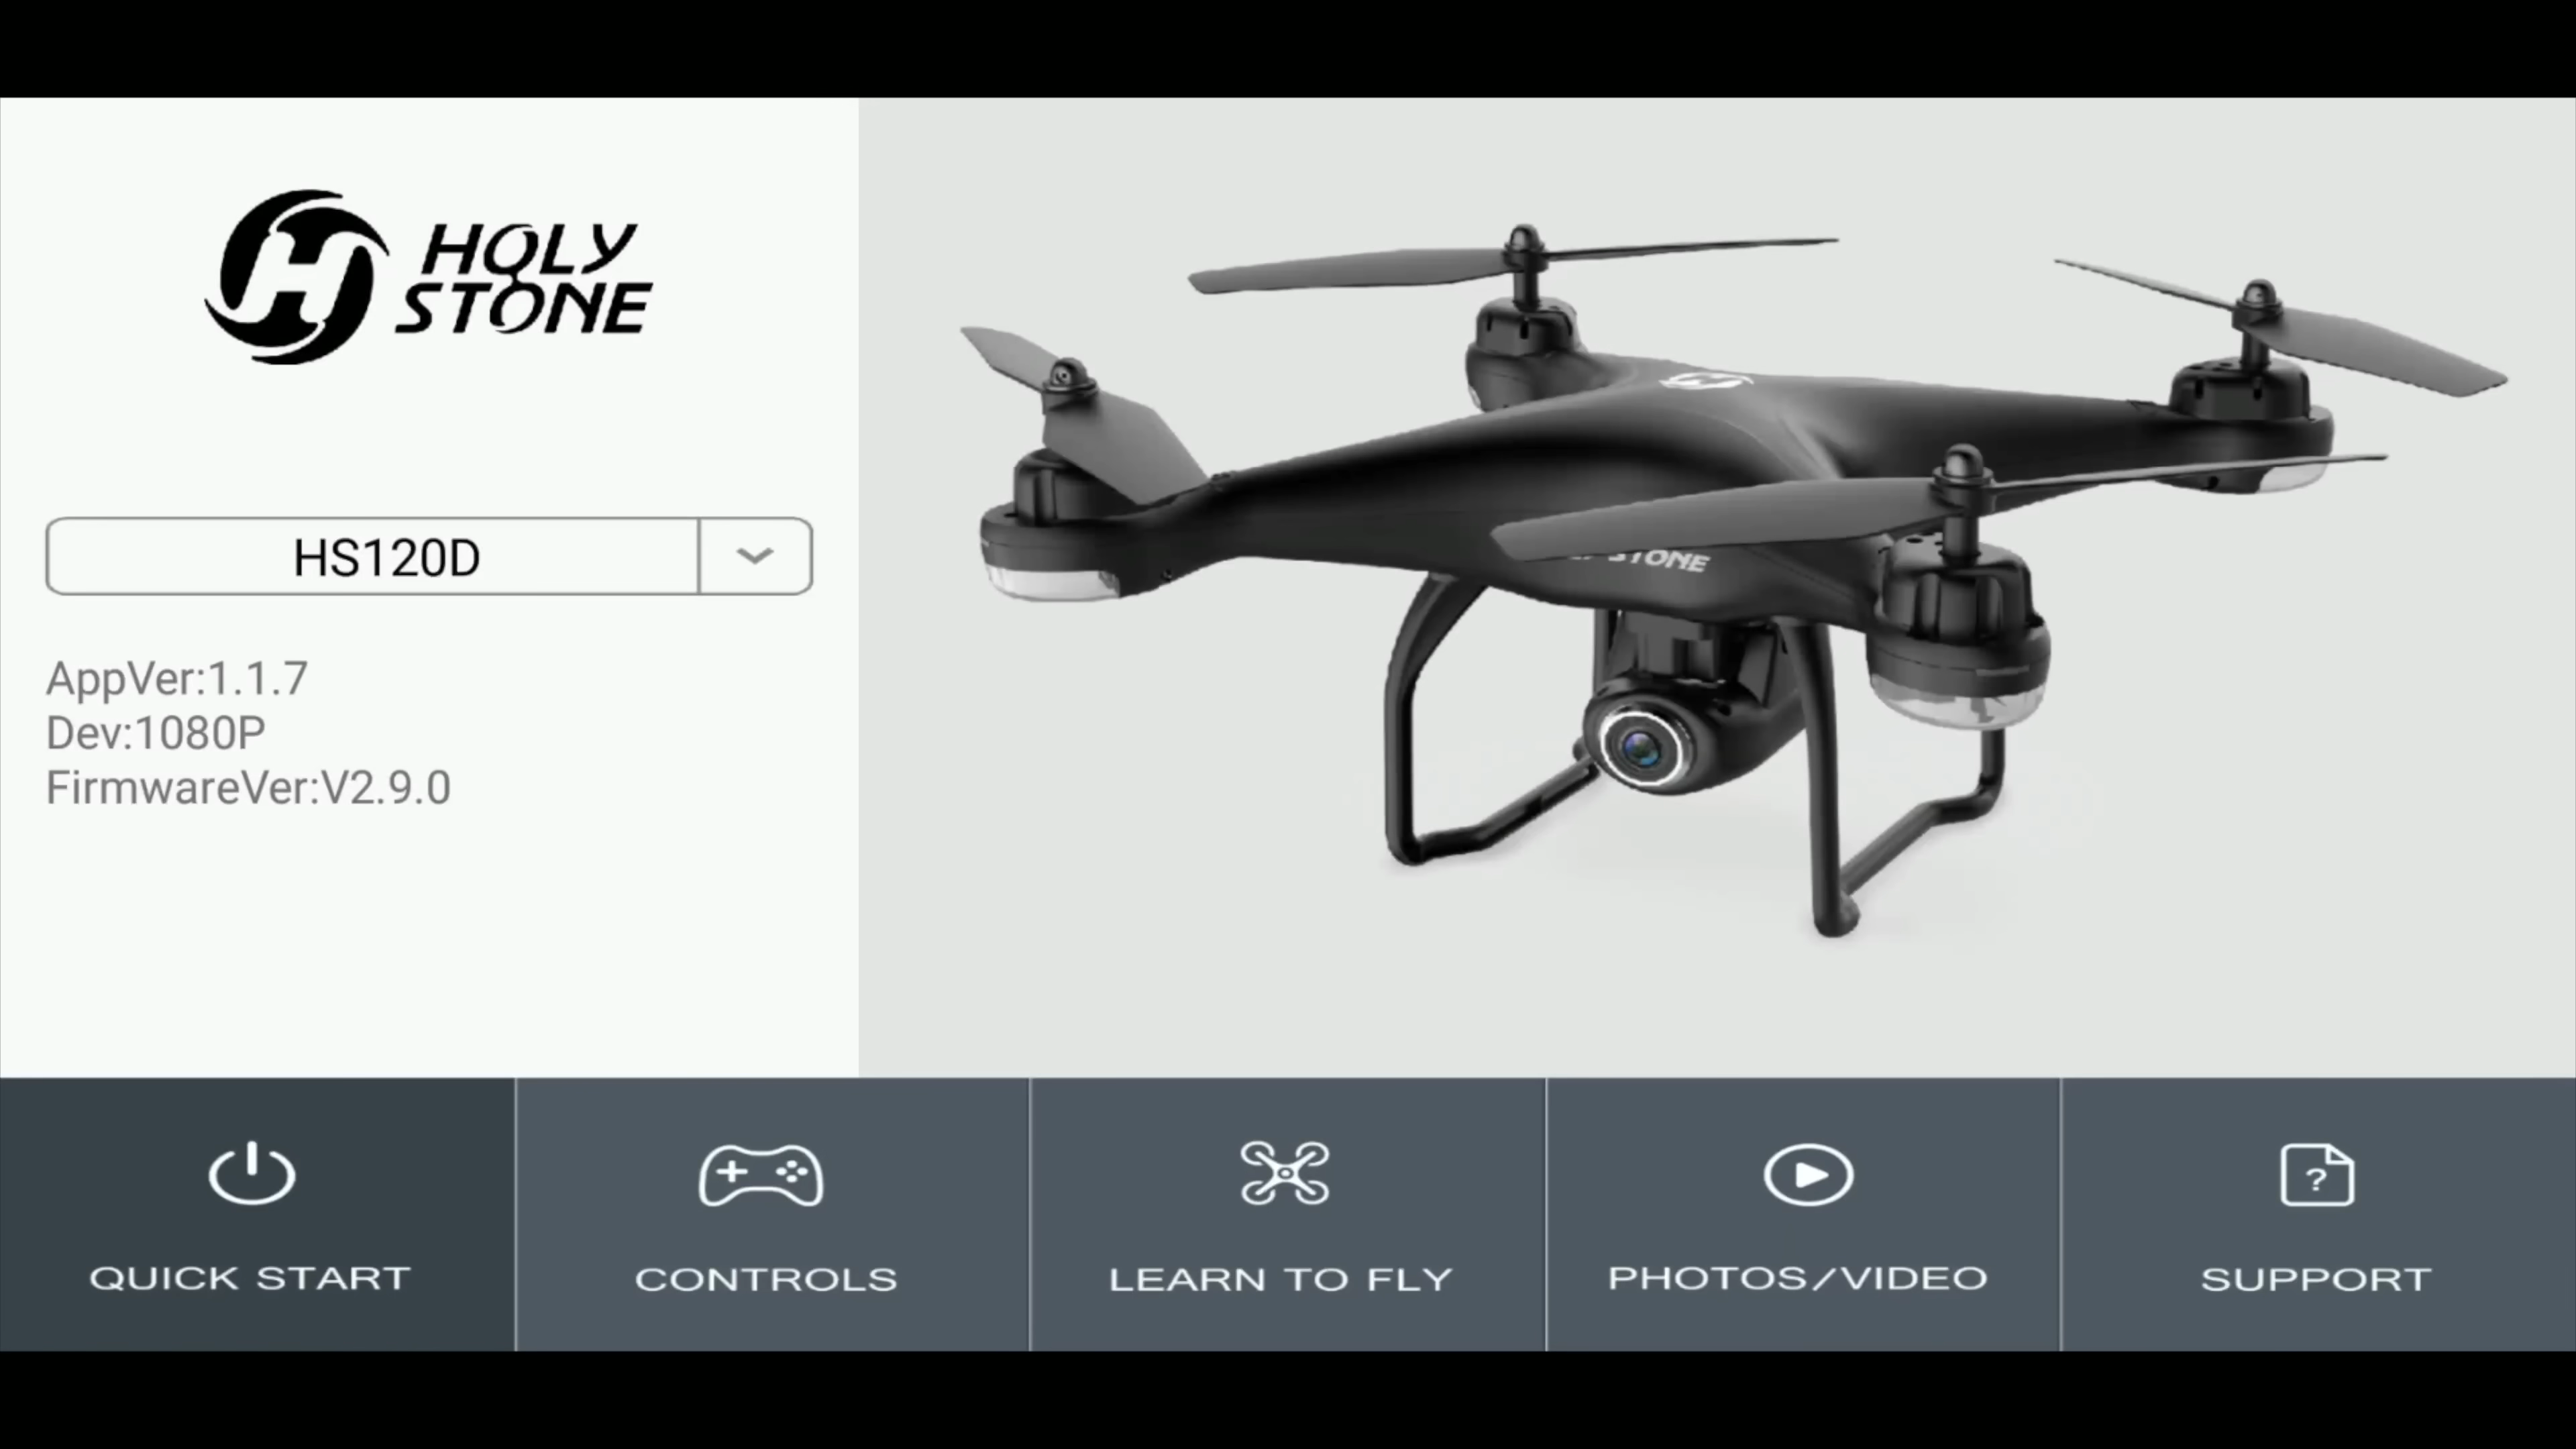 HOLY
STONE
HS120D
AppVer:1.1.7
Dev:1080P
FirmwareVer:V2.9.0
STONE
QUICK START
CONTROLS
LEARN TO FLY
PHOTOS/VIDEO
SUPPORT